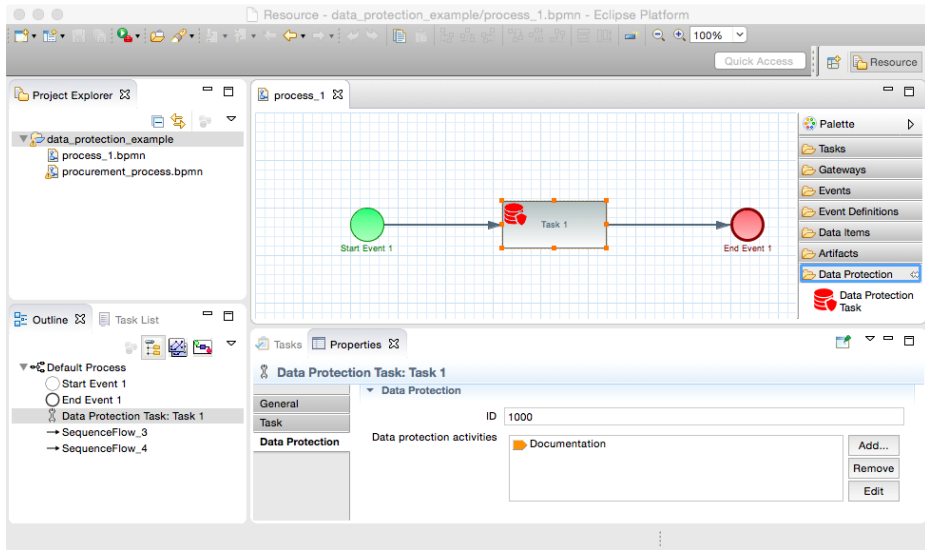 Resource - data_protection_example/process_1.bpmn - Eclipse Platform
100%
Quick Access
Resource
Project Explorer
data_protection_example
process_1.bpmn
procurement_process.bpmn
process_1
Start Event 1
Task 1
End Event 1
Palette
Tasks
Gateways
Events
Event Definitions
Data Items
Artifacts
Data Protection
Data Protection
Task
Outline
Task List
Default Process
Start Event 1
End Event 1
Data Protection Task: Task 1
SequenceFlow_3
SequenceFlow_4
Tasks
Properties
Data Protection Task: Task 1
General
Task
Data Protection
Data Protection
ID
1000
Data protection activities
Documentation
Add...
Remove
Edit